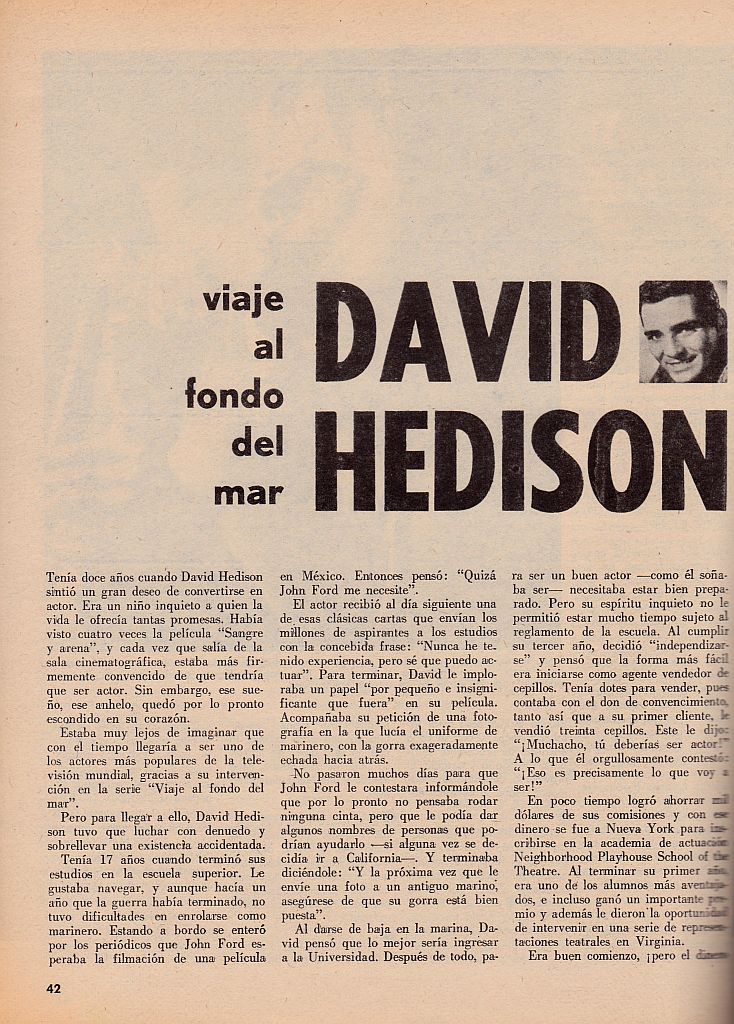 viaje
al
fondo
del
mar
DAVID
HEDISON
Tenía doce años cuando David Hedison
sintió un gran deseo de convertirse en
actor. Era un niño inquieto a quien la
vida le ofrecía tantas promesas. Había
visto cuatro veces la película “Sangre
y arena”, y cada vez que salía de la
sala cinematográfica, estaba más fir-
memente convencido de que tendría
que ser actor. Sin embargo, ese sue-
ño, ese anhelo, quedó por lo pronto
escondido en su corazón.
Estaba muy lejos de imaginar que
con el tiempo llegaría a ser uno de
los actores más populares de la tele-
visión mundial, gracias a su interven-
ción en la serie “Viaje al fondo del
mar”.
Pero para llegar a ello, David Hedi-
son tuvo que luchar con denuedo y
sobrellevar una existencia accidentada.
Tenía 17 años cuando terminó sus
estudios en la escuela superior. Le
gustaba navegar, y aunque hacía un
año que la guerra había terminado, no
tuvo dificultades en enrolarse como
marinero. Estando a bordo se enteró
por los periódicos que John Ford es-
peraba la filmación de una película
en México. Entonces pensó: “Quizá
John Ford me necesite”.
El actor recibió al día siguiente una
de esas clásicas cartas que envían los
millones de aspirantes a los estudios
con la concebida frase: “Nunca he te-
nido experiencia, pero sé que puedo ac-
tuar”. Para terminar, David le implo-
raba un papel “por pequeño e insigni-
ficante que fuera” en su película.
Acompañaba su petición de una foto-
grafía en la que lucía el uniforme de
marinero, con la gorra exageradamente
echada hacia atrás.
No pasaron muchos días para que
John Ford le contestara informándole
que por lo pronto no pensaba rodar
ninguna cinta, pero que le podía dar
algunos nombres de personas que po-
drían ayudarlo —si alguna vez se de-
cidía ir a California—. Y terminaba
diciéndole: “Y la próxima vez que le
envíe una foto a un antiguo marino,
asegúrese de que su gorra está bien
puesta”.
Al darse de baja en la marina, Da-
vid pensó que lo mejor sería ingresar
a la Universidad. Después de todo, pa-
ra ser un buen actor —como él soña-
ba ser— necesitaba estar bien prepa-
rado. Pero su espíritu inquieto no le
permitió estar mucho tiempo sujeto al
reglamento de la escuela. Al cumplir
su tercer año, decidió “independizar-
se” y pensó que la forma más fácil
era iniciarse como agente vendedor de
cepillos. Tenía dotes para vender, pues
contaba con el don de convencimiento,
tanto así que a su primer cliente, le
vendió treinta cepillos. Este le dijo:
“¡Muchacho, tú deberías ser actor!”
A lo que él orgullosamente contestó:
“¡Eso es precisamente lo que voy a
ser!”
En poco tiempo logró ahorrar mil
dólares de sus comisiones y con ese
dinero se fue a Nueva York para ins-
cribirse en la academia de actuación
Neighborhood Playhouse School of the
Theatre. Al terminar su primer año,
era uno de los alumnos más aventaja-
dos, e incluso ganó un importante pre-
mio y además le dieron la oportunidad
de intervenir en una serie de represen-
taciones teatrales en Virginia.
Era buen comienzo, ¡pero el dinero
42